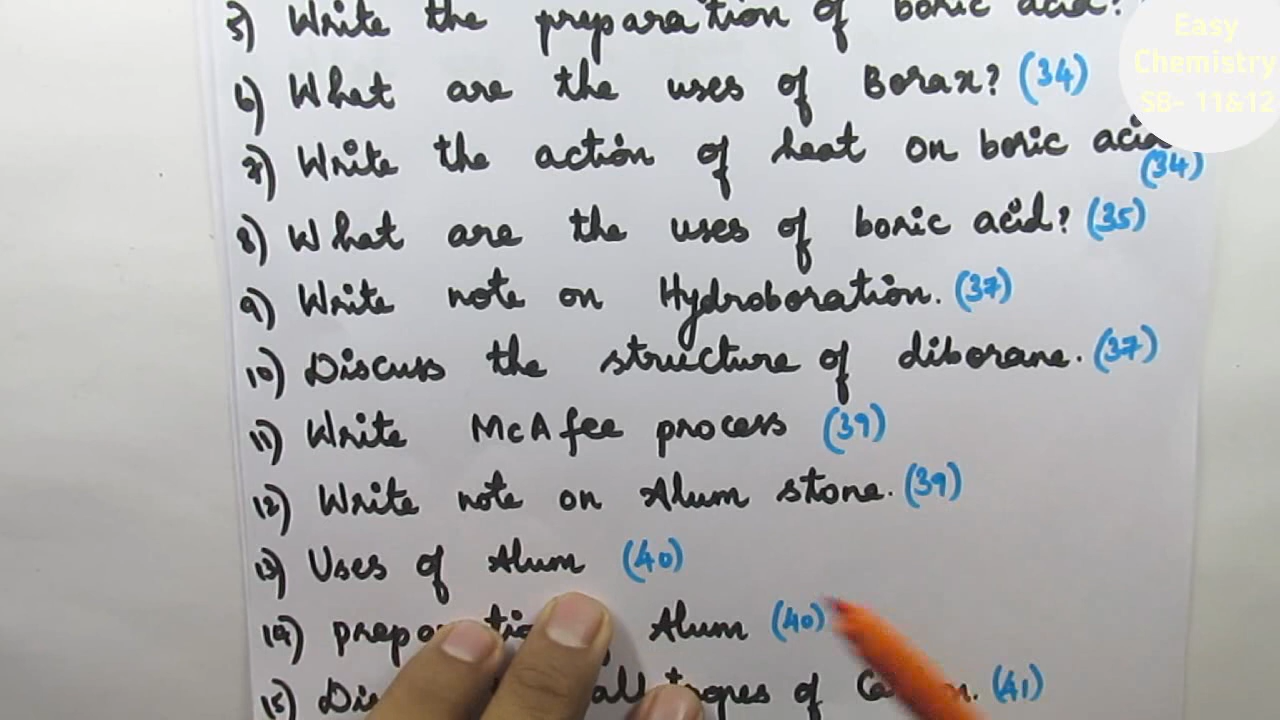 5) Write the preparation of boric acid?
Easy
Chemistry
SB- 11&12
6) What are the uses of Borax? (34)
7) Write the action of heat on boric acid
(34)
8) What are the uses of boric acid? (35)
9) Write note on Hydroboration. (37)
10) Discuss the structure of diborane. (37)
11) Write McAfee process (39)
12) Write note on Alum stone. (39)
13) Uses of Alum (40)
14) Alum (40)
15) of (41)